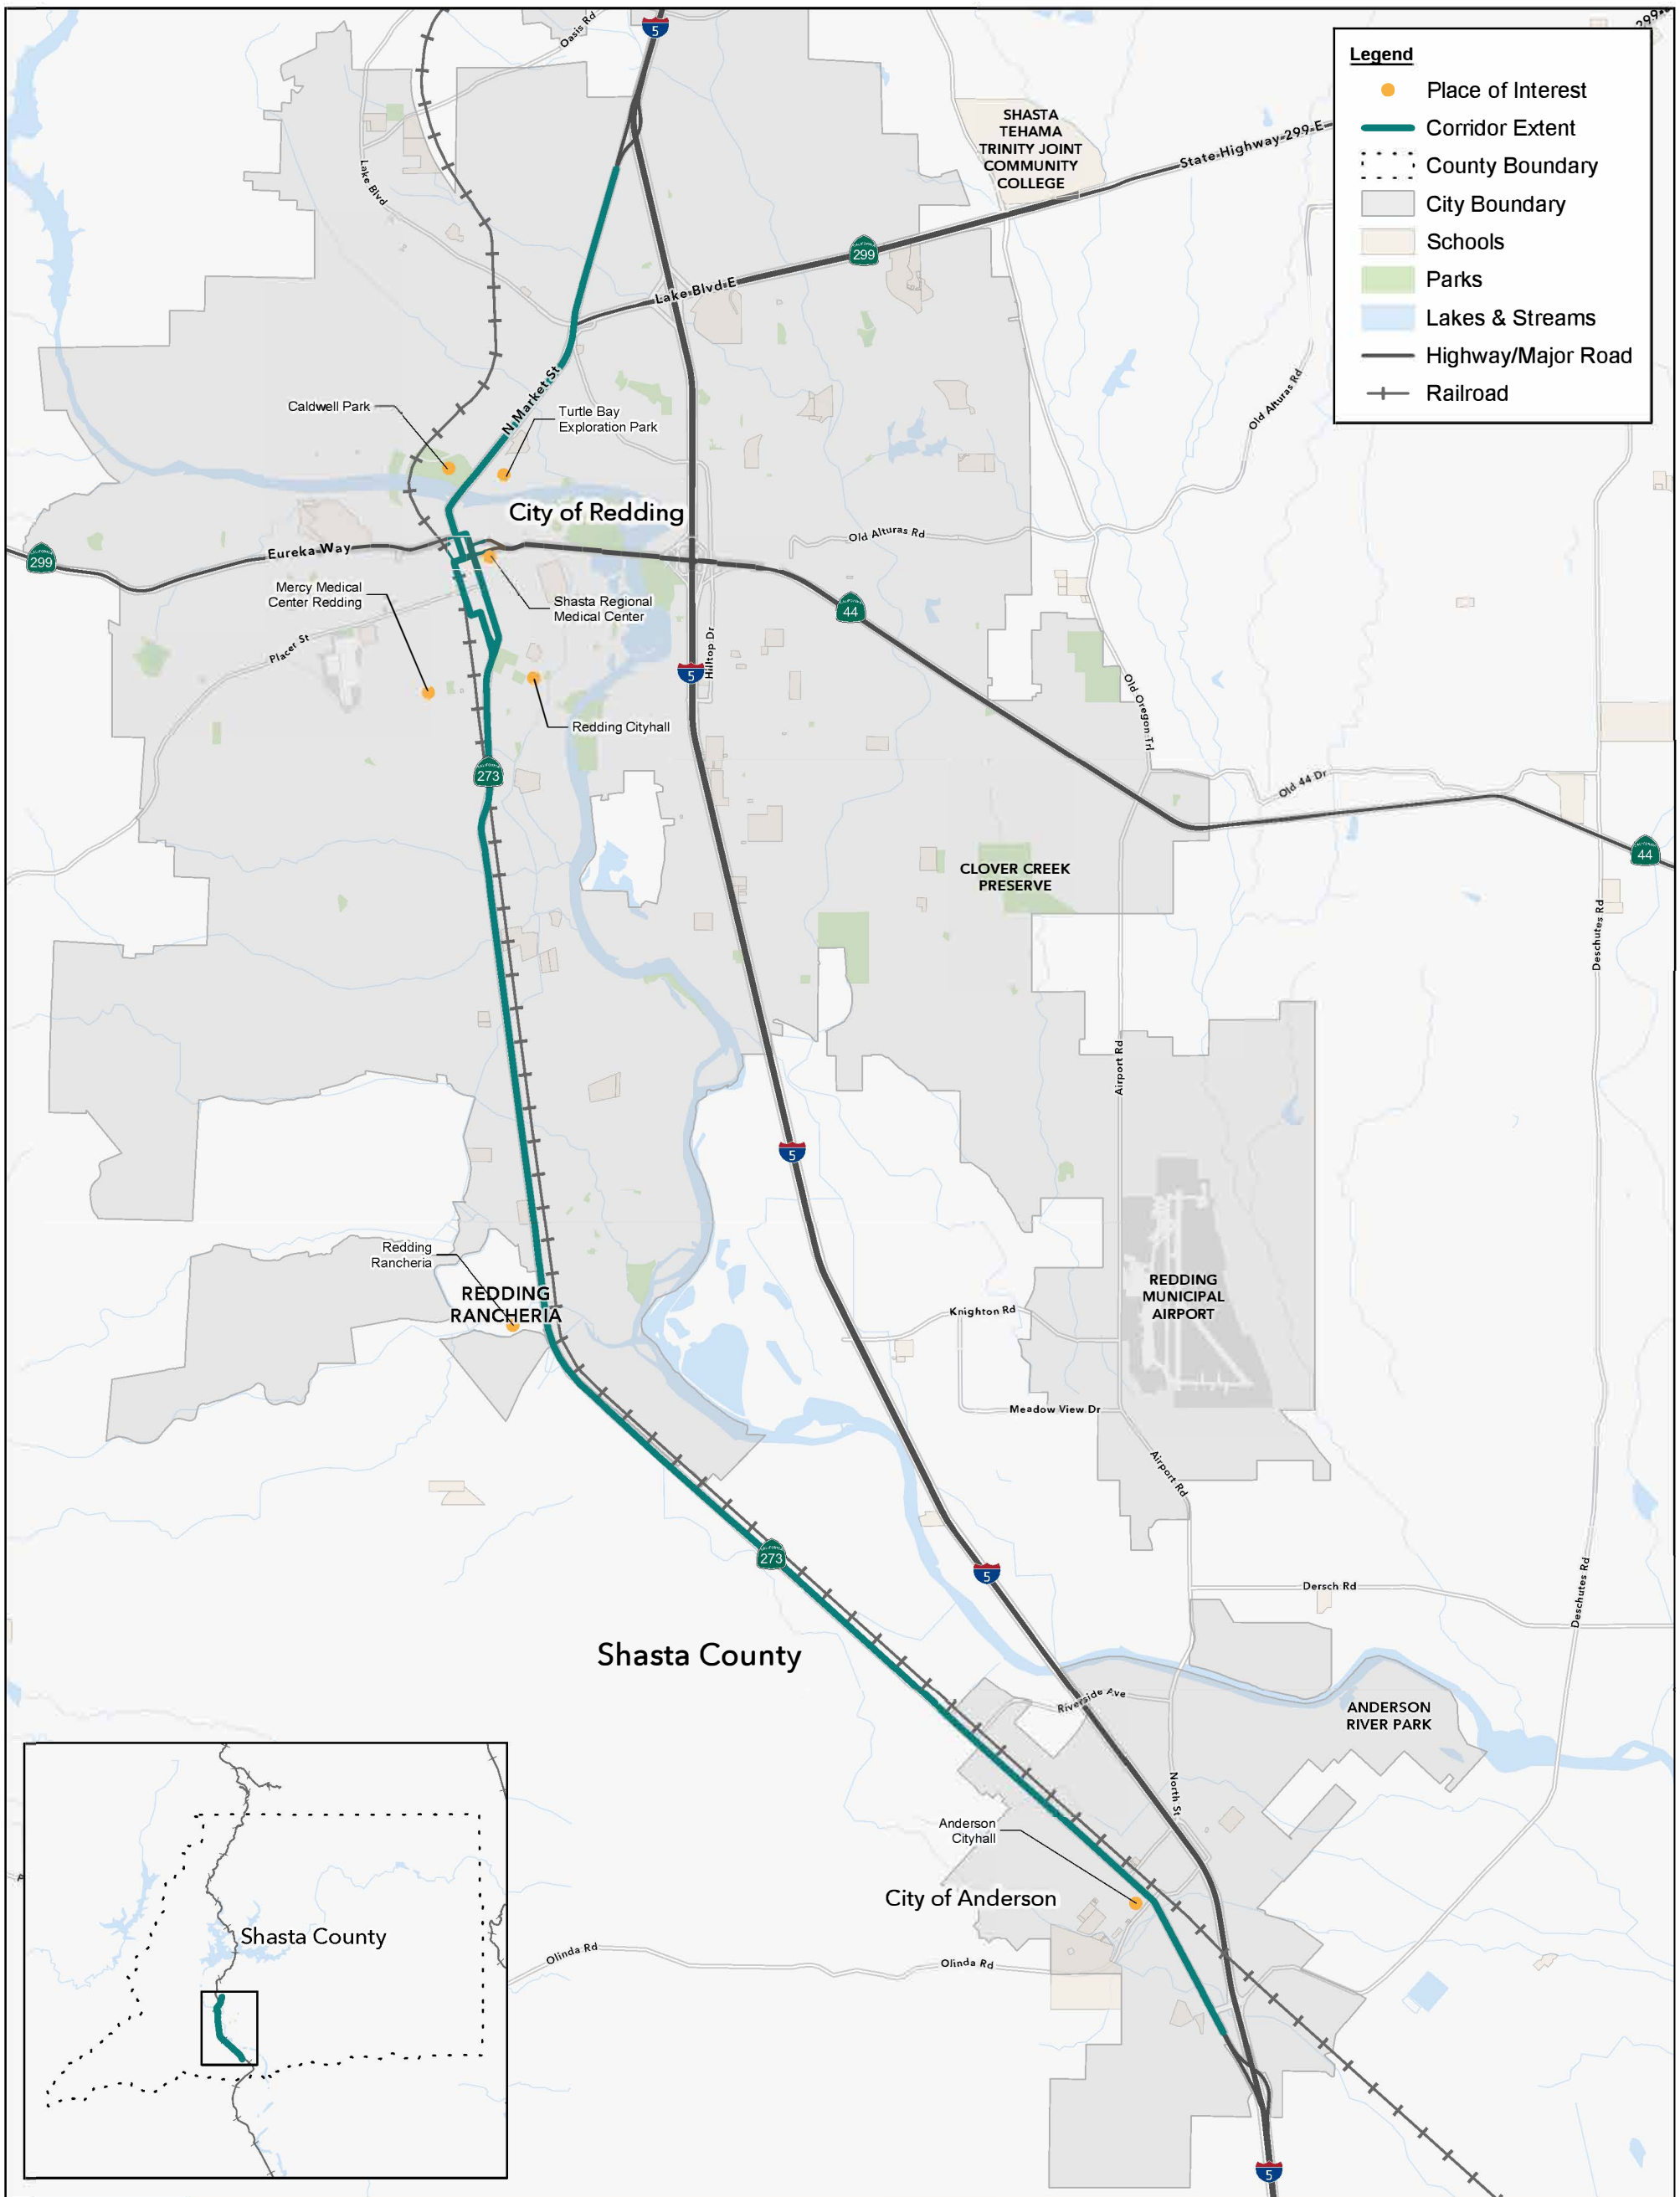 299
Oasis Rd
5
Legend
Place of Interest
Corridor Extent
County Boundary
City Boundary
Schools
Parks
Lakes & Streams
Highway/Major Road
Railroad
SHASTA
TEHAMA
TRINITY JOINT
COMMUNITY
COLLEGE
State Highway 299 E
Lake Blvd
299
Lake Blvd E
N Market St
Caldwell Park
Turtle Bay
Exploration Park
Old Alturas Rd
City of Redding
Old Alturas Rd
299
Eureka Way
Mercy Medical
Center Redding
Shasta Regional
Medical Center
44
Placer St
Hilltop Dr
5
Old Oregon Trl
Redding Cityhall
273
Old 44 Dr
44
CLOVER CREEK
PRESERVE
Deschutes Rd
Airport Rd
5
Redding
Rancheria
REDDING
RANCHERIA
REDDING
MUNICIPAL
AIRPORT
Knighton Rd
Meadow View Dr
Airport Rd
273
5
Dersch Rd
Deschutes Rd
Shasta County
Riverside Ave
ANDERSON
RIVER PARK
North St
Anderson
Cityhall
City of Anderson
Shasta County
Olinda Rd
Olinda Rd
5